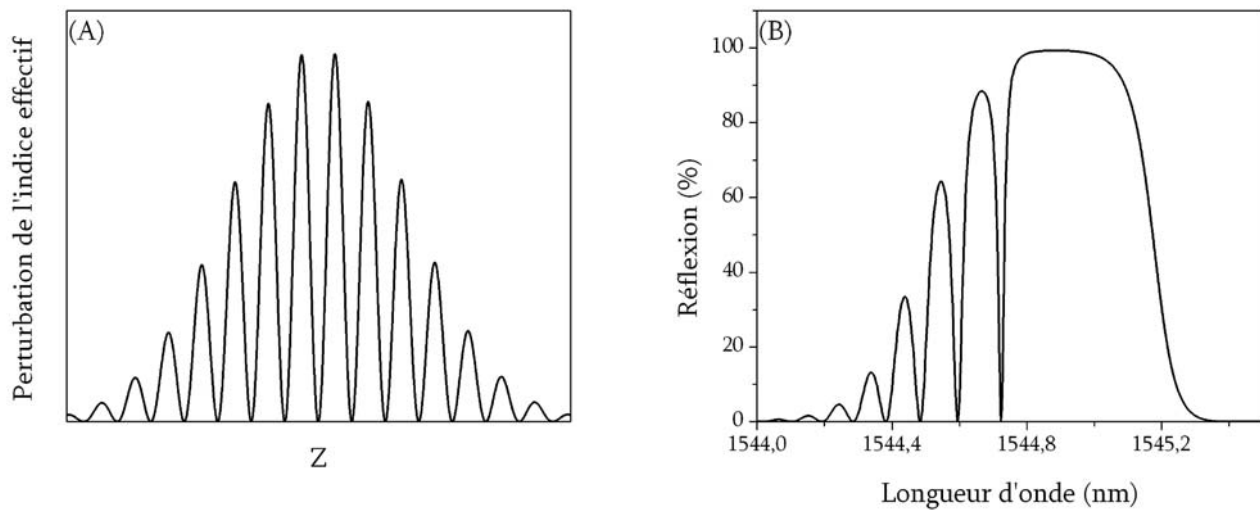 (A)
Perturbation de l'indice effectif
Z
(B)
Réflexion (%)
100
80
60
40
20
0
1544,0 1544,4 1544,8 1545,2
Longueur d'onde (nm)